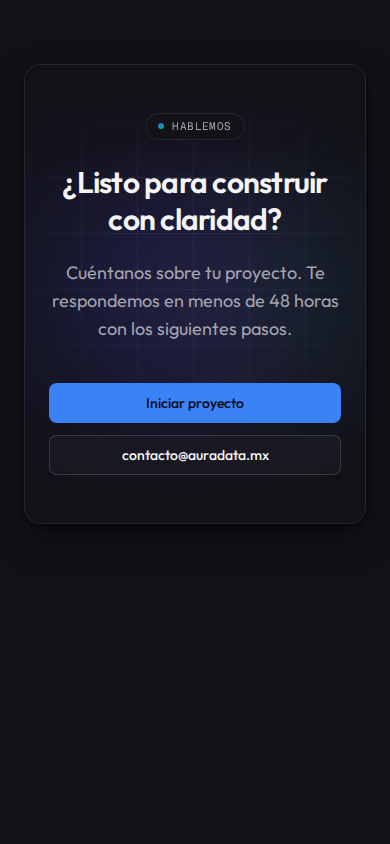 HABLEMOS
¿Listo para construir
con claridad?
Cuéntanos sobre tu proyecto. Te
respondemos en menos de 48 horas
con los siguientes pasos.
Iniciar proyecto
contacto@auradata.mx